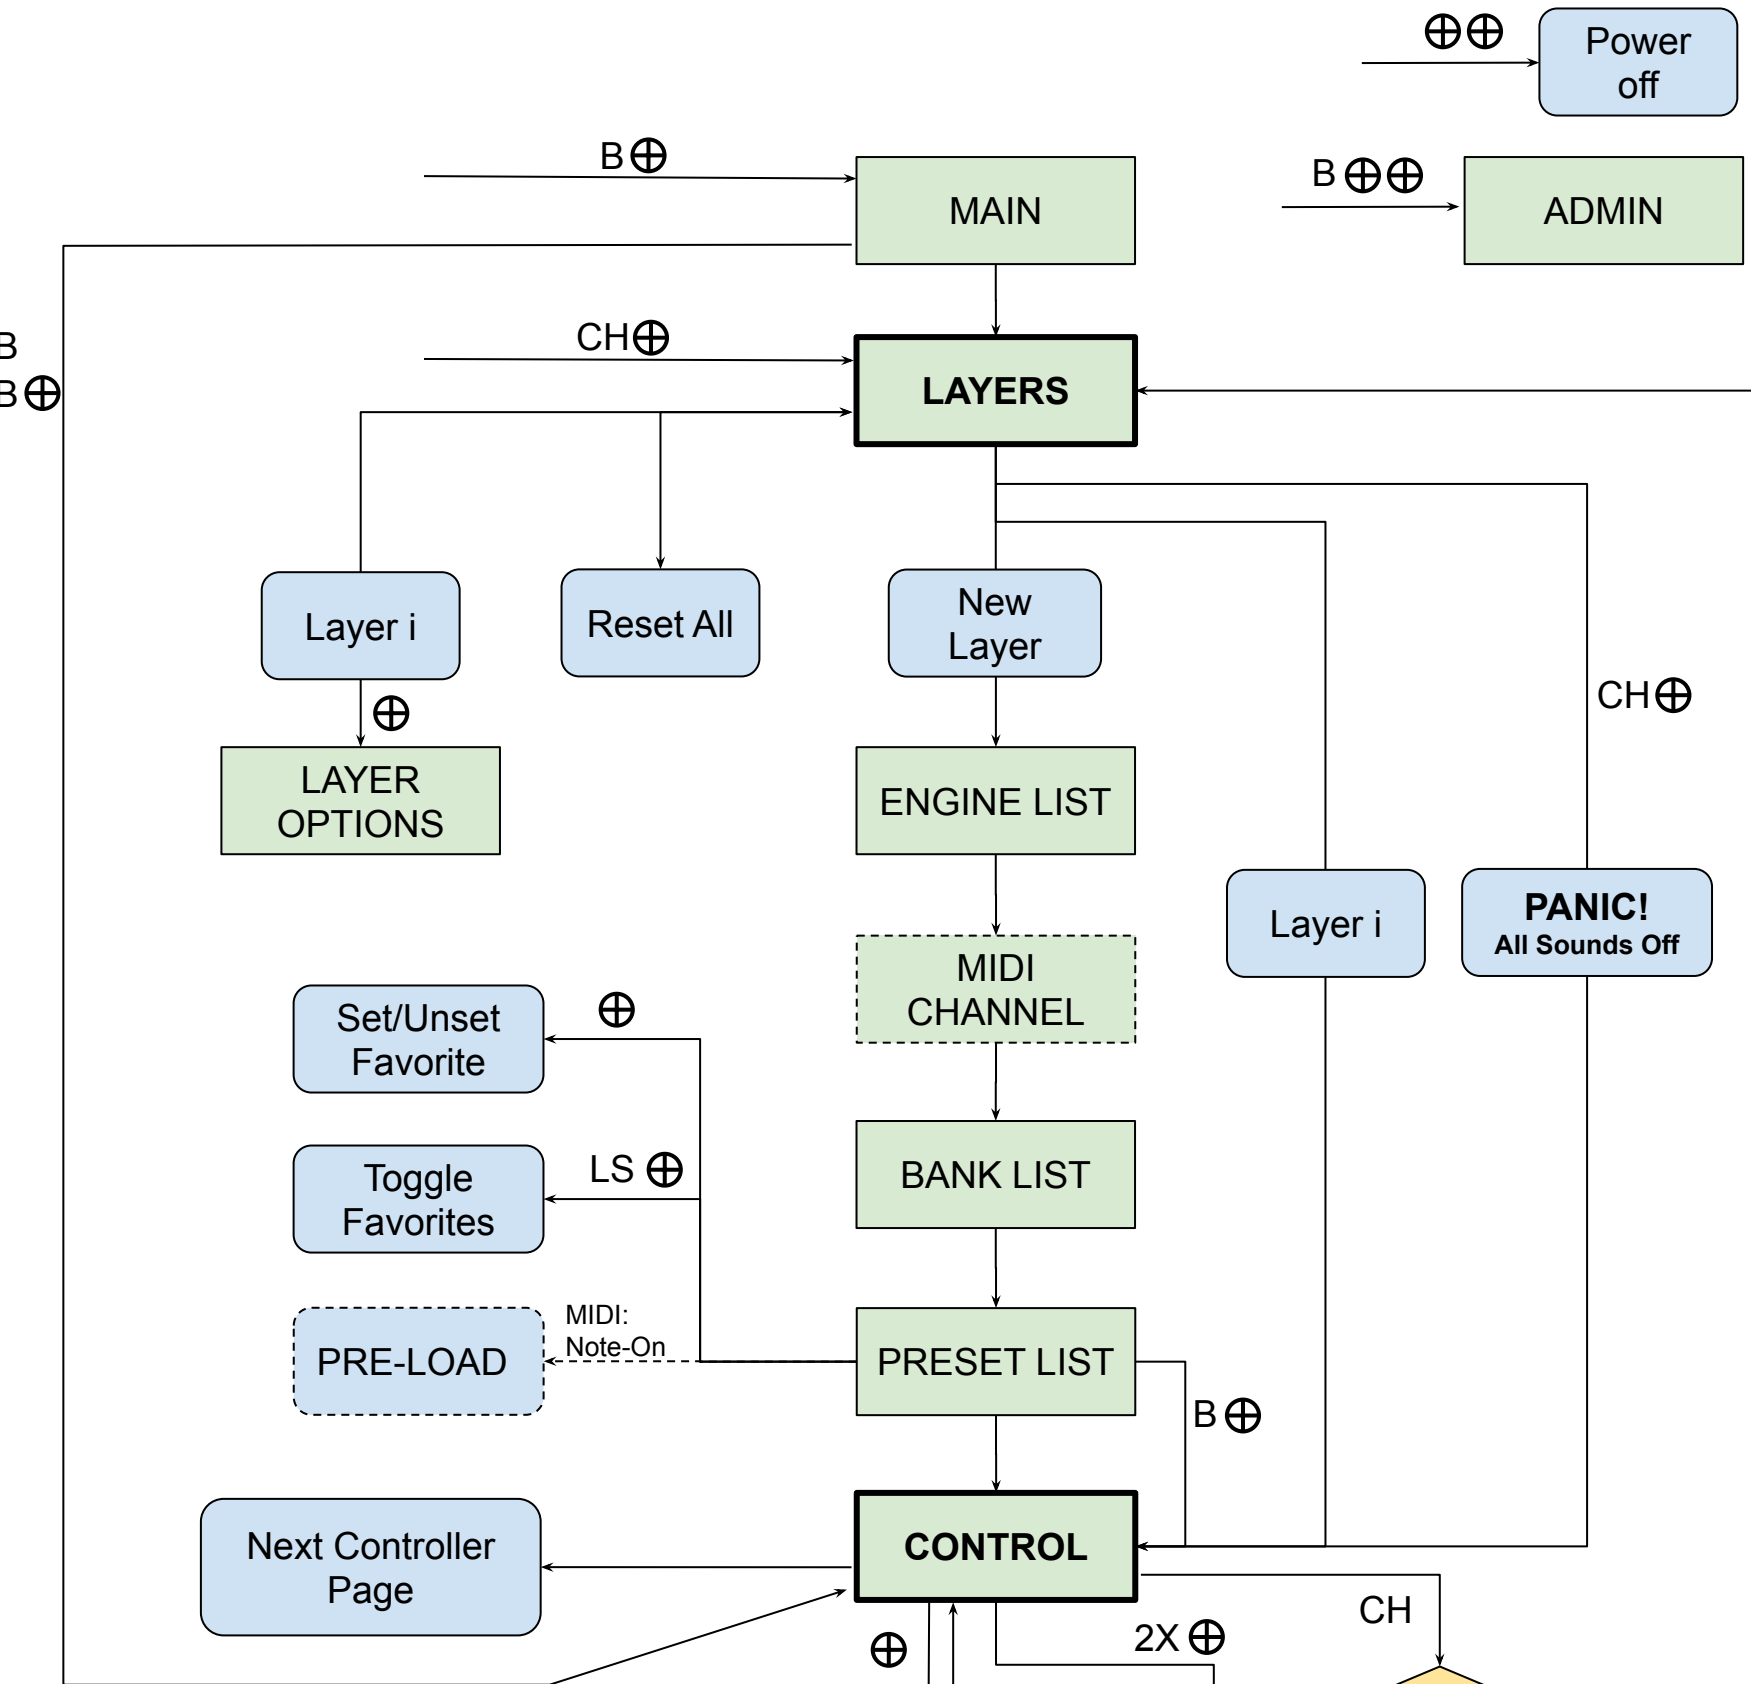 ⊕⊕
Power
off
B⊕
MAIN
B⊕⊕
ADMIN
B
B⊕
CH⊕
LAYERS
Layer i
Reset All
New
Layer
CH⊕
⊕
LAYER
OPTIONS
ENGINE LIST
Layer i
PANIC!
All Sounds Off
MIDI
CHANNEL
Set/Unset
Favorite
⊕
Toggle
Favorites
LS ⊕
BANK LIST
PRE-LOAD
MIDI:
Note-On
PRESET LIST
B⊕
Next Controller
Page
CONTROL
CH
⊕
2X⊕